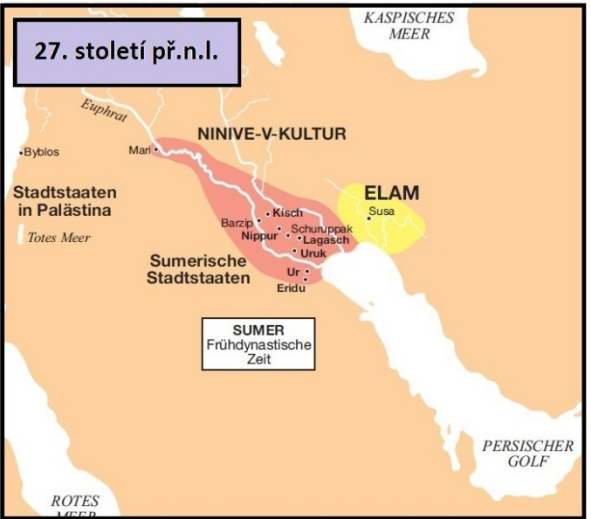 KASPISCHES
MEER
27. století př.n.l.
Euphrat
NINIVE-V-KULTUR
Mari
Byblos
ELAM
Stadtstaaten
in Palästina
Susa
Kisch
Barzip
Schuruppak
Nippur
Lagasch
Totes Meer
Uruk
Sumerische
Stadtstaaten
Ur
Eridu
SUMER
Frühdynastische
Zeit
PERSISCHER
GOLF
ROTES
MEER